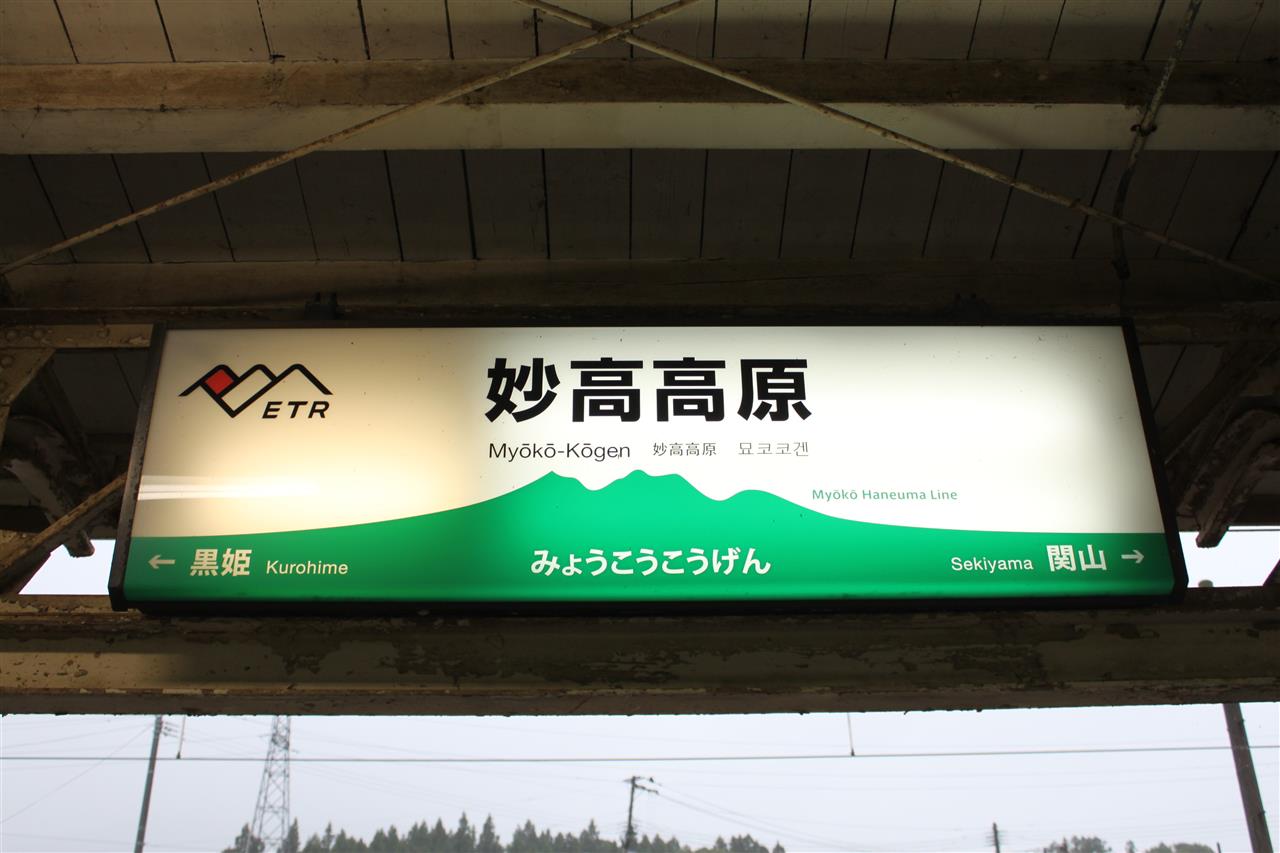 ETR
妙高高原
Myōkō-Kōgen 妙高高原 묘코코겐
Myōkō Haneuma Line
← 黒姫 Kurohime みょうこうこうげん Sekiyama 関山 →